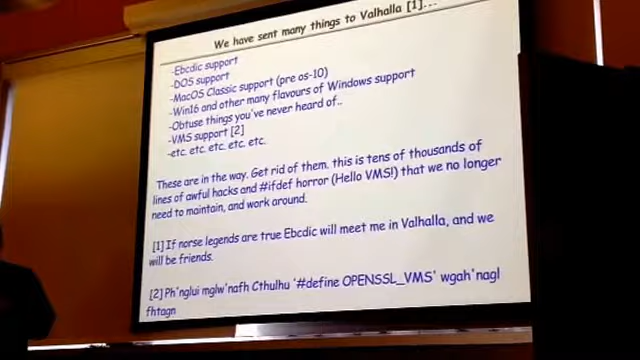 We have sent many things to Valhalla [1]...
-Ebcdic support
-DOS support
-MacOS Classic support (pre os-10)
-Win16 and other many flavours of Windows support
-Obtuse things you've never heard of..
-VMS support [2]
-etc. etc. etc. etc. etc.
These are in the way. Get rid of them. this is tens of thousands of
lines of awful hacks and #ifdef horror (Hello VMS!) that we no longer
need to maintain, and work around.
[1] If norse legends are true Ebcdic will meet me in Valhalla, and we
will be friends.
[2] Ph'nglui mglw'nafh Cthulhu '#define OPENSSL_VMS' wgah'nagl
fhtagn